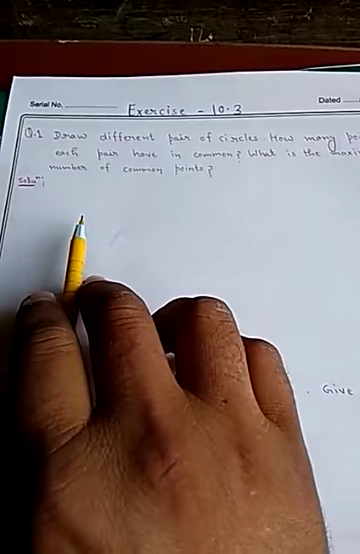 Serial No. Dated
Exercise - 10.3
Q.1 Draw different pair of circles. How many
each pair have in common? What is the
number of common points?
Soluⁿ:
Give